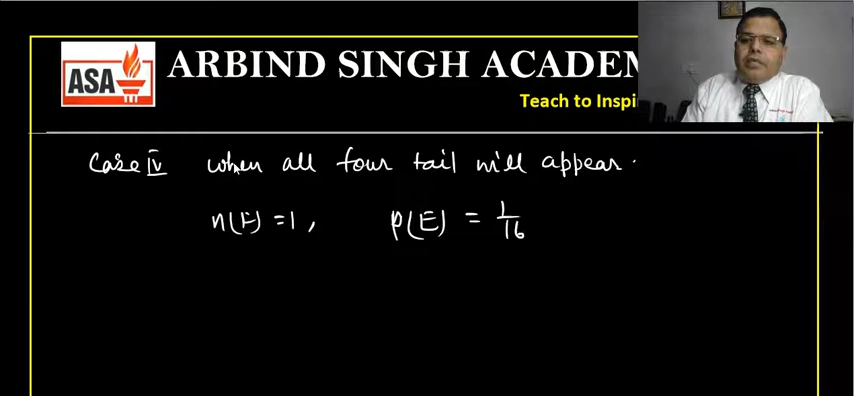 ASA
ARBIND SINGH ACADEM
Teach to Inspi
Case IV when all four tail will appear.
n(E) = 1, P(E) = 1/16